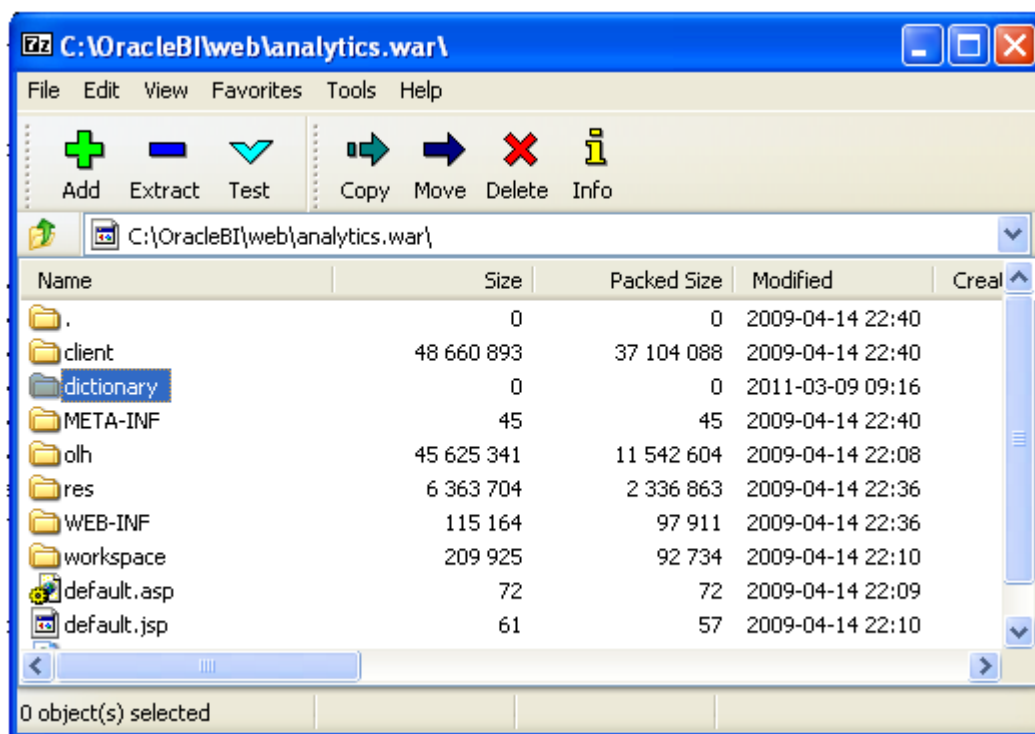 C:\OracleBI\web\analytics.war\
File Edit View Favorites Tools Help
Add Extract Test Copy Move Delete Info
C:\OracleBI\web\analytics.war\
Name Size Packed Size Modified Creat
. 0 0 2009-04-14 22:40
client 48 660 893 37 104 088 2009-04-14 22:40
dictionary 0 0 2011-03-09 09:16
META-INF 45 45 2009-04-14 22:40
olh 45 625 341 11 542 604 2009-04-14 22:08
res 6 363 704 2 336 863 2009-04-14 22:36
WEB-INF 115 164 97 911 2009-04-14 22:36
workspace 209 925 92 734 2009-04-14 22:10
default.asp 72 72 2009-04-14 22:09
default.jsp 61 57 2009-04-14 22:10
0 object(s) selected